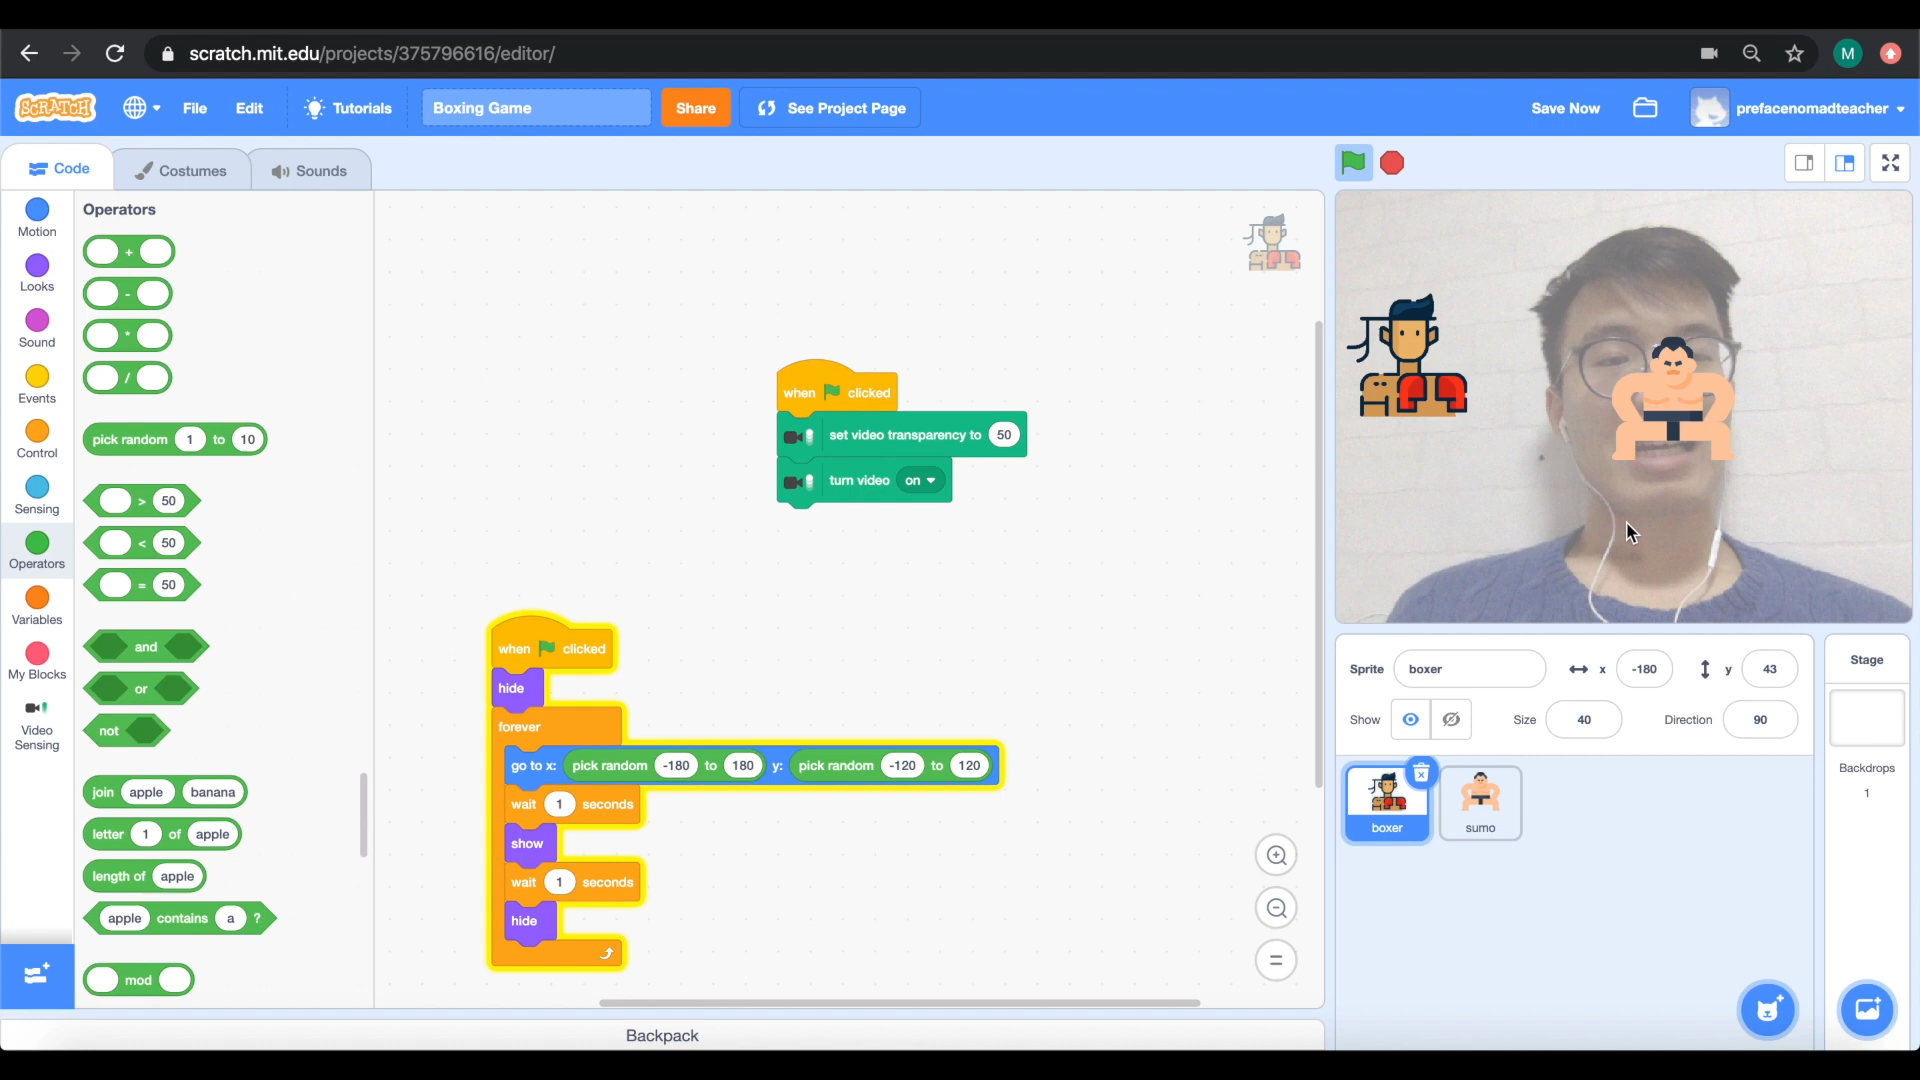 scratch.mit.edu/projects/375796616/editor/
M
SCRATCH
File
Edit
Tutorials
Boxing Game
Share
See Project Page
Save Now
prefacenomadteacher
Code
Costumes
Sounds
Motion
Looks
Sound
Events
Control
Sensing
Operators
Variables
My Blocks
Video
Sensing
Operators
+
-
*
/
pick random 1 to 10
> 50
< 50
= 50
and
or
not
join apple banana
letter 1 of apple
length of apple
apple contains a ?
mod
when clicked
set video transparency to 50
turn video on
when clicked
hide
forever
go to x: pick random -180 to 180 y: pick random -120 to 120
wait 1 seconds
show
wait 1 seconds
hide
Backpack
Sprite boxer x -180 y 43
Show Size 40 Direction 90
boxer
sumo
Stage
Backdrops
1